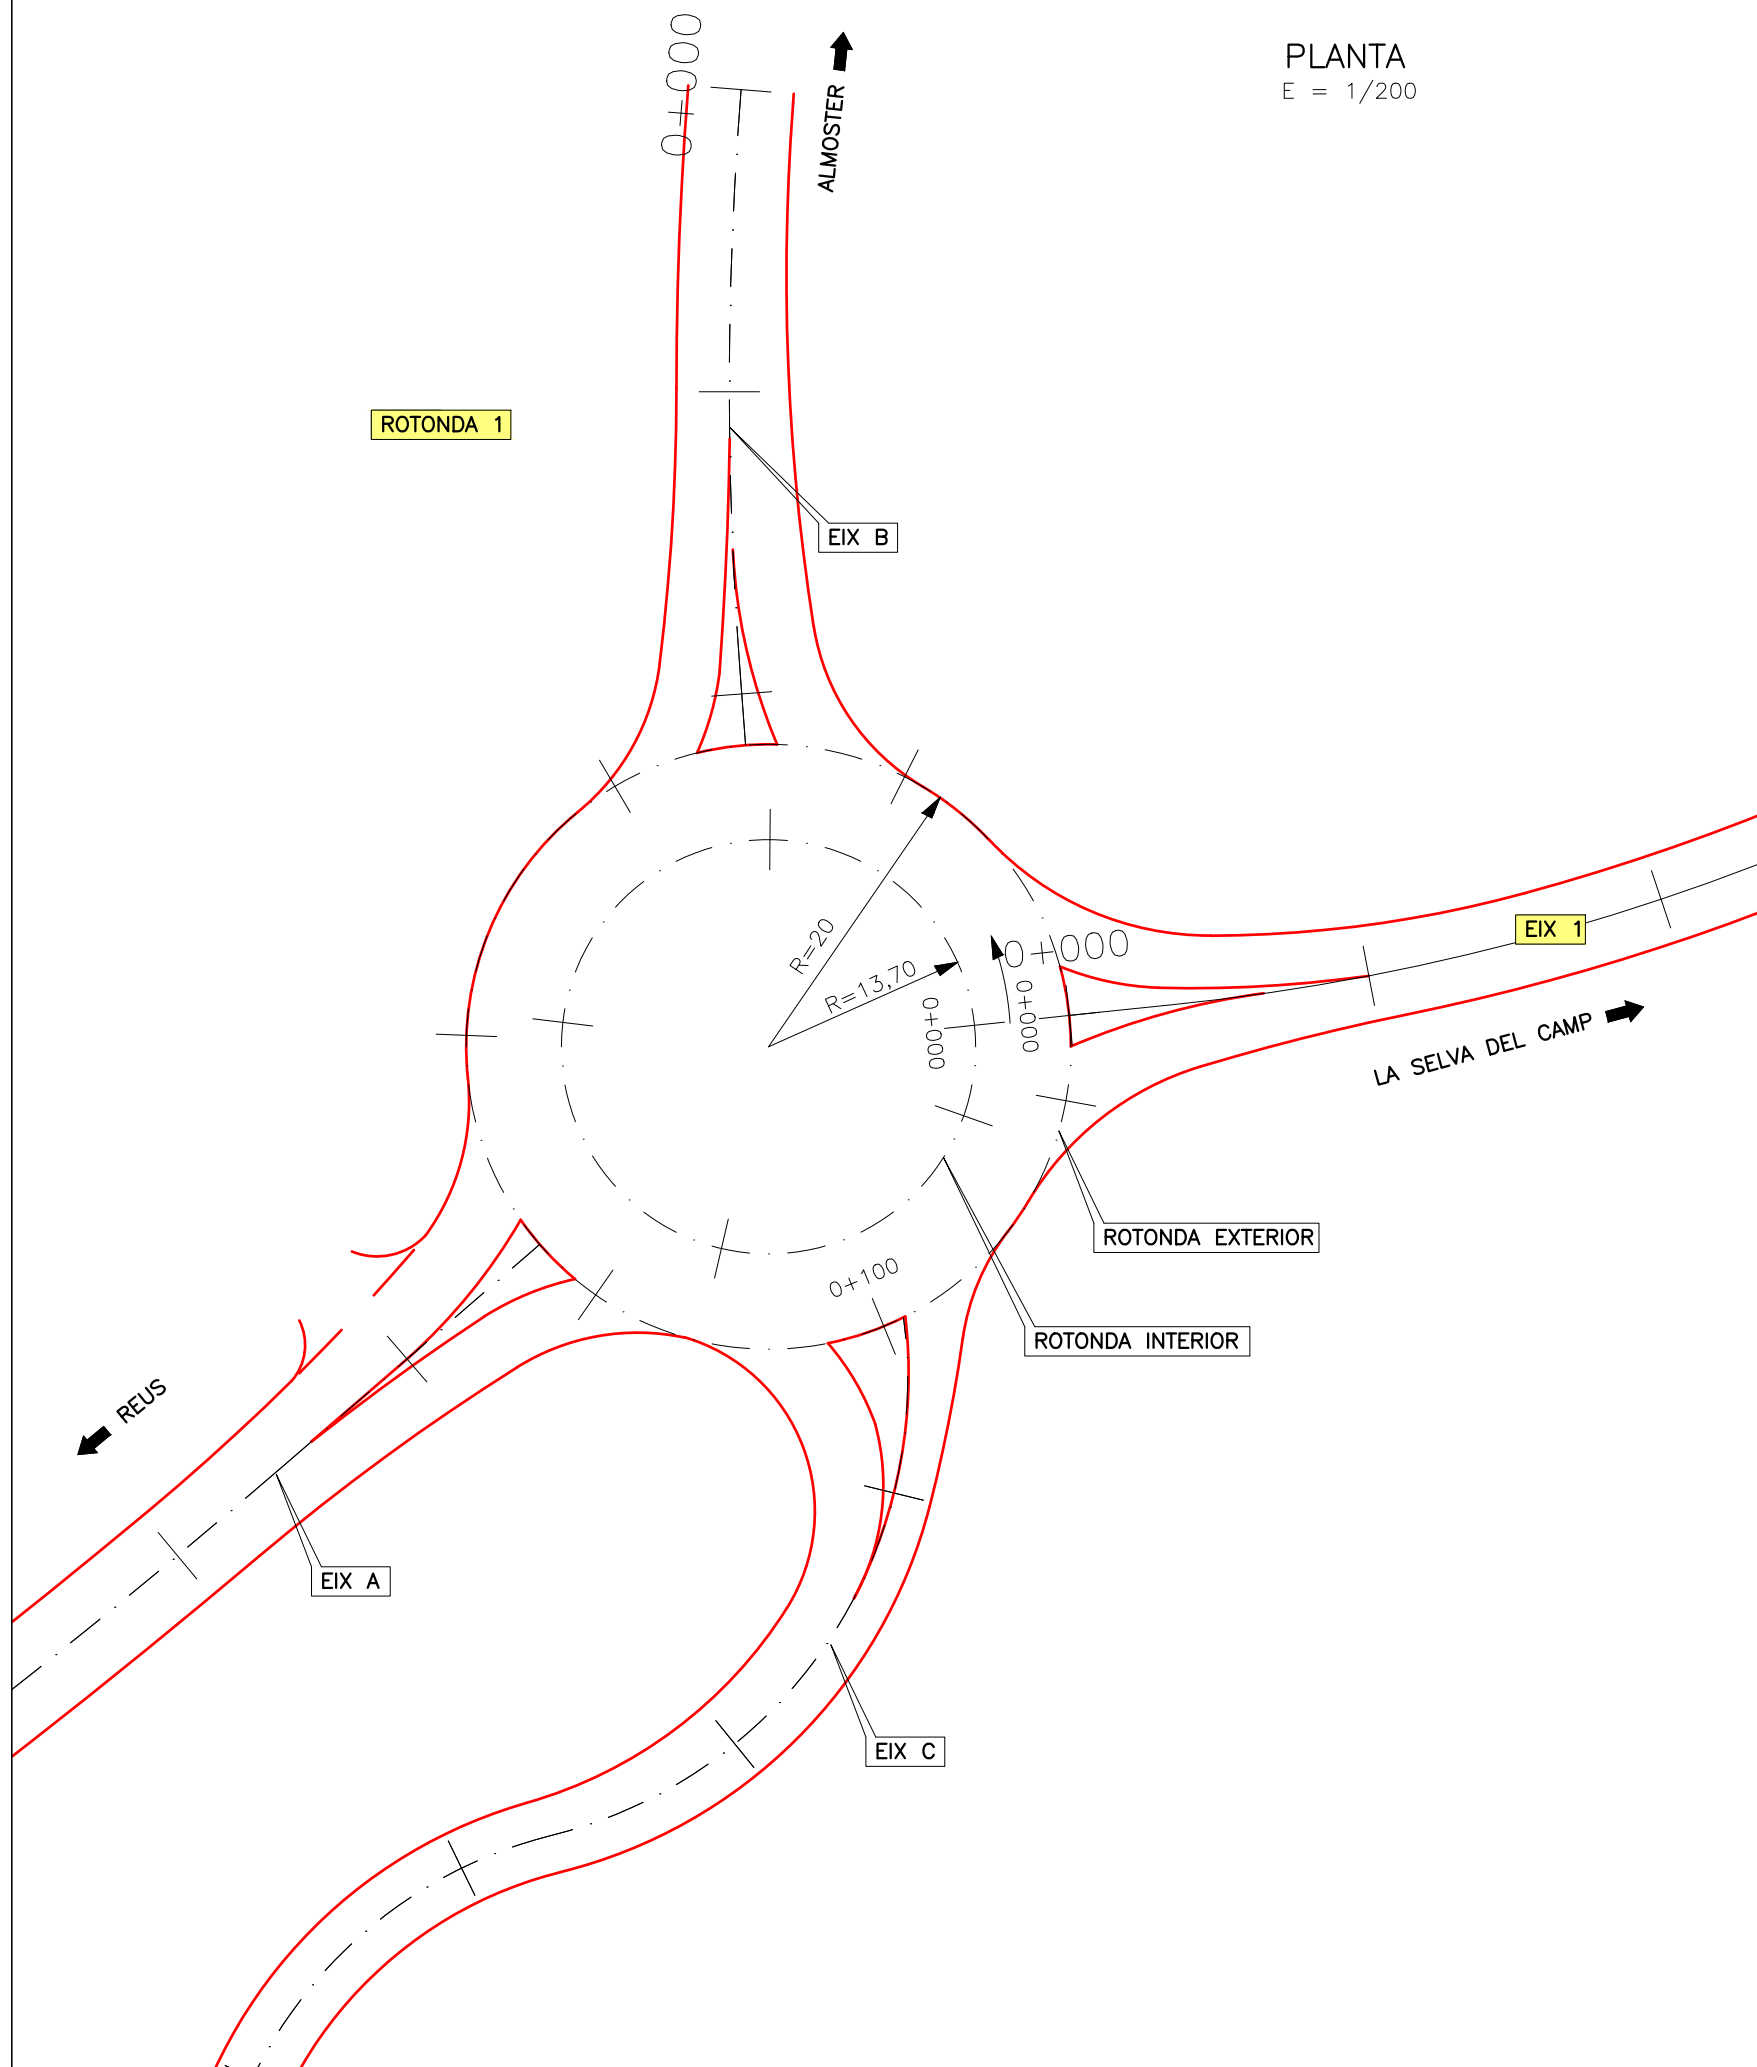 PLANTA
E = 1/200
0+000
ALMOSTER
ROTONDA 1
EIX B
R=20
R=13,70
0+000
0+000
0+000
EIX 1
LA SELVA DEL CAMP
ROTONDA EXTERIOR
0+100
ROTONDA INTERIOR
REUS
EIX A
EIX C